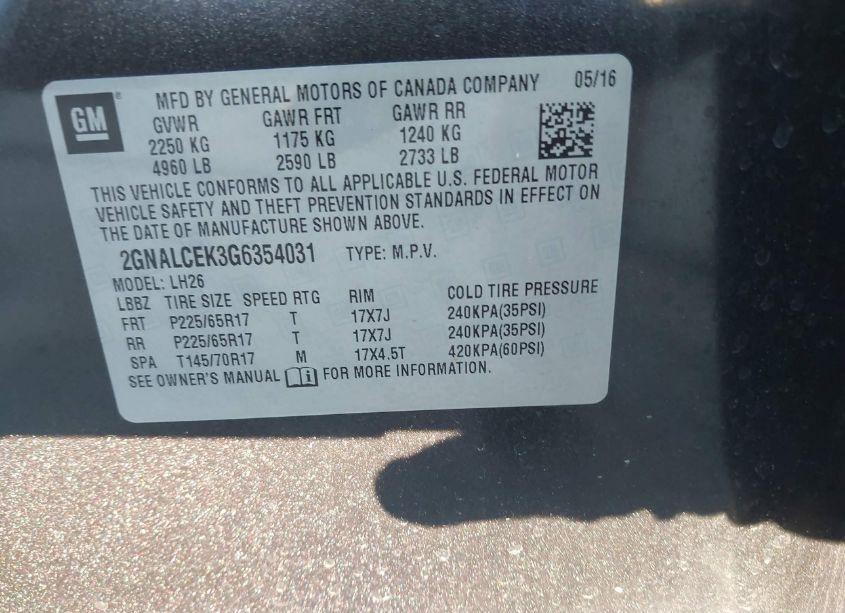 GM ® MFD BY GENERAL MOTORS OF CANADA COMPANY 05/16
GVWR GAWR FRT GAWR RR
2250 KG 1175 KG 1240 KG
4960 LB 2590 LB 2733 LB
THIS VEHICLE CONFORMS TO ALL APPLICABLE U.S. FEDERAL MOTOR
VEHICLE SAFETY AND THEFT PREVENTION STANDARDS IN EFFECT ON
THE DATE OF MANUFACTURE SHOWN ABOVE.
2GNALCEK3G6354031 TYPE: M.P.V.
MODEL: LH26
LBBZ TIRE SIZE SPEED RTG RIM COLD TIRE PRESSURE
FRT P225/65R17 T 17X7J 240KPA(35PSI)
RR P225/65R17 T 17X7J 240KPA(35PSI)
SPA T145/70R17 M 17X4.5T 420KPA(60PSI)
SEE OWNER'S MANUAL FOR MORE INFORMATION.